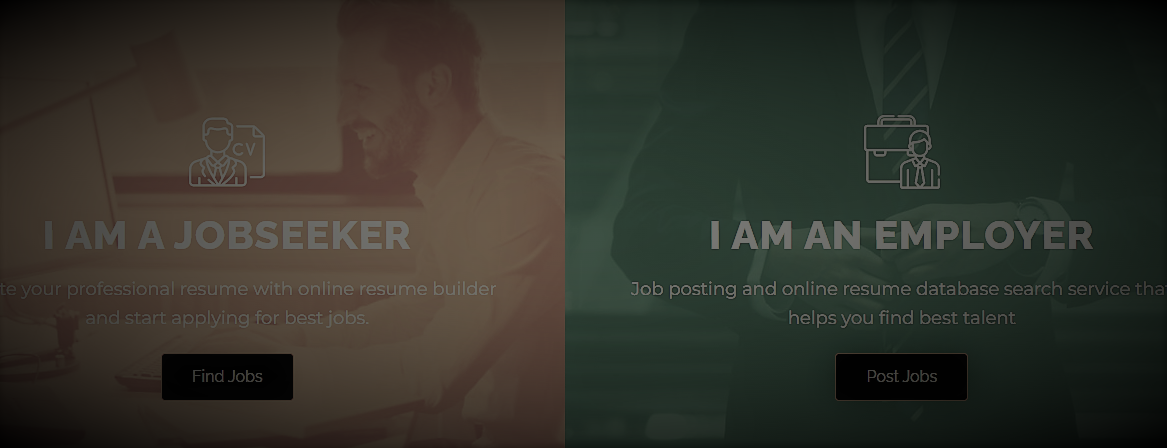 CV
I AM A JOBSEEKER
te your professional resume with online resume builder
and start applying for best jobs.
Find Jobs
I AM AN EMPLOYER
Job posting and online resume database search service that
helps you find best talent
Post Jobs